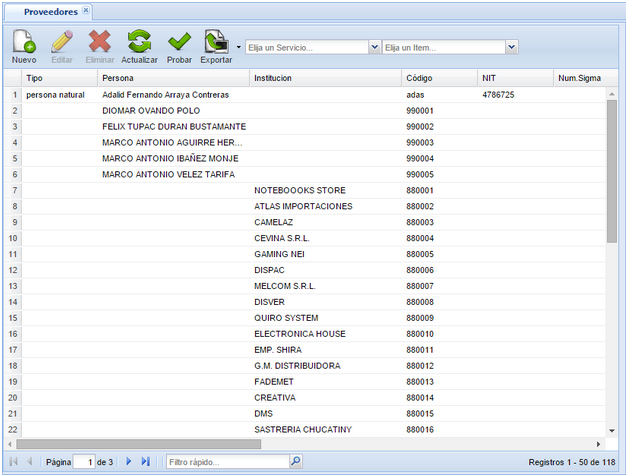 Proveedores
Nuevo Editar Eliminar Actualizar Probar Exportar Elija un Servicio... Elija un Item...
Tipo Persona Institucion Código NIT Num.Sigma
1 persona natural Adalid Fernando Arraya Contreras adas 4786725
2 DIOMAR OVANDO POLO 990001
3 FELIX TUPAC DURAN BUSTAMANTE 990002
4 MARCO ANTONIO AGUIRRE HER... 990003
5 MARCO ANTONIO IBAÑEZ MONJE 990004
6 MARCO ANTONIO VELEZ TARIFA 990005
7 NOTEBOOOKS STORE 880001
8 ATLAS IMPORTACIONES 880002
9 CAMELAZ 880003
10 CEVINA S.R.L. 880004
11 GAMING NEI 880005
12 DISPAC 880006
13 MELCOM S.R.L. 880007
14 DISVER 880008
15 QUIRO SYSTEM 880009
16 ELECTRONICA HOUSE 880010
17 EMP. SHIRA 880011
18 G.M. DISTRIBUIDORA 880012
19 FADEMET 880013
20 CREATIVA 880014
21 DMS 880015
22 SASTRERIA CHUCATINY 880016
Página 1 de 3 Filtro rápido... Registros 1 - 50 de 118